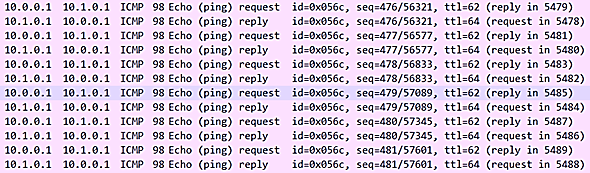 10.0.0.1 10.1.0.1 ICMP 98 Echo (ping) request id=0x056c, seq=476/56321, ttl=62 (reply in 5479)
10.1.0.1 10.0.0.1 ICMP 98 Echo (ping) reply id=0x056c, seq=476/56321, ttl=64 (request in 5478)
10.0.0.1 10.1.0.1 ICMP 98 Echo (ping) request id=0x056c, seq=477/56577, ttl=62 (reply in 5481)
10.1.0.1 10.0.0.1 ICMP 98 Echo (ping) reply id=0x056c, seq=477/56577, ttl=64 (request in 5480)
10.0.0.1 10.1.0.1 ICMP 98 Echo (ping) request id=0x056c, seq=478/56833, ttl=62 (reply in 5483)
10.1.0.1 10.0.0.1 ICMP 98 Echo (ping) reply id=0x056c, seq=478/56833, ttl=64 (request in 5482)
10.0.0.1 10.1.0.1 ICMP 98 Echo (ping) request id=0x056c, seq=479/57089, ttl=62 (reply in 5485)
10.1.0.1 10.0.0.1 ICMP 98 Echo (ping) reply id=0x056c, seq=479/57089, ttl=64 (request in 5484)
10.0.0.1 10.1.0.1 ICMP 98 Echo (ping) request id=0x056c, seq=480/57345, ttl=62 (reply in 5487)
10.1.0.1 10.0.0.1 ICMP 98 Echo (ping) reply id=0x056c, seq=480/57345, ttl=64 (request in 5486)
10.0.0.1 10.1.0.1 ICMP 98 Echo (ping) request id=0x056c, seq=481/57601, ttl=62 (reply in 5489)
10.1.0.1 10.0.0.1 ICMP 98 Echo (ping) reply id=0x056c, seq=481/57601, ttl=64 (request in 5488)